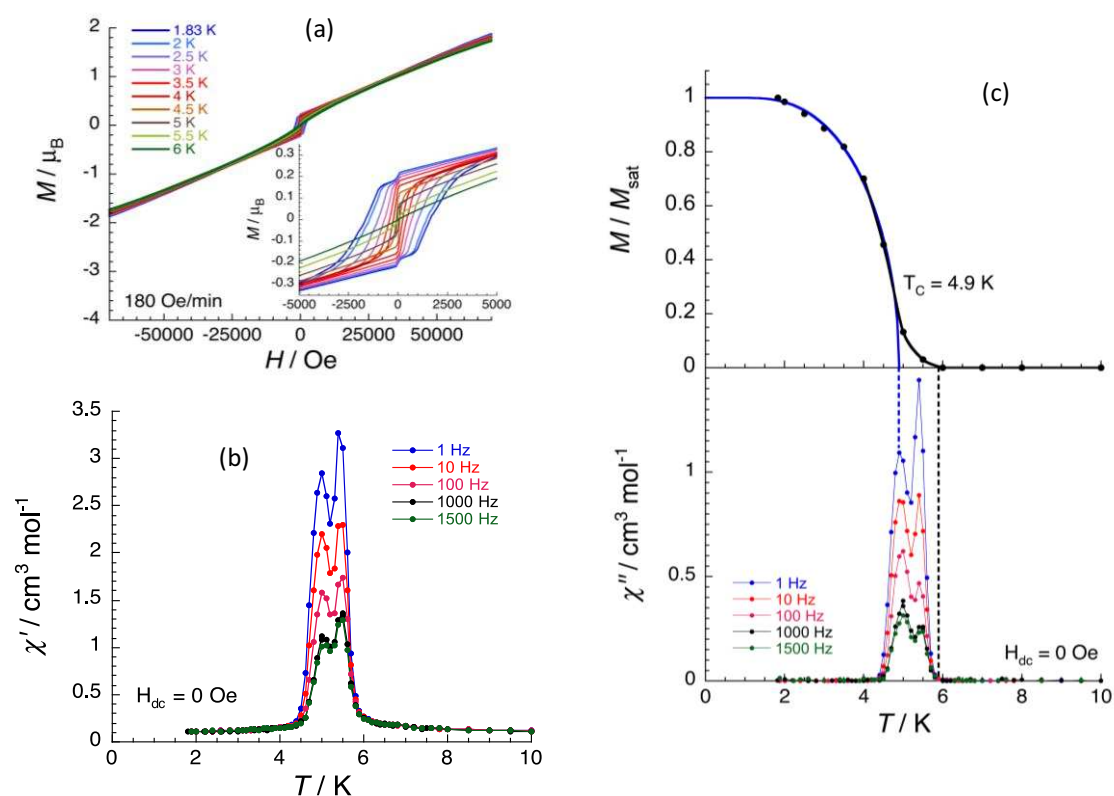 (a)
2
1
0
-1
-2
-3
-4
M / μB
1.83 K
2 K
2.5 K
3 K
3.5 K
4 K
4.5 K
5 K
5.5 K
6 K
0.3
0.2
0.1
0
-0.1
-0.2
-0.3
M / μB
-5000 -2500 0 2500 5000
180 Oe/min
-50000 -25000 0 25000 50000
H / Oe
(b)
3.5
3
2.5
2
1.5
1
0.5
0
χ' / cm3 mol-1
1 Hz
10 Hz
100 Hz
1000 Hz
1500 Hz
Hdc = 0 Oe
0 2 4 6 8 10
T / K
(c)
1
0.8
0.6
0.4
0.2
0
M / Msat
TC = 4.9 K
1
0.5
0
χ'' / cm3 mol-1
1 Hz
10 Hz
100 Hz
1000 Hz
1500 Hz
Hdc = 0 Oe
0 2 4 6 8 10
T / K